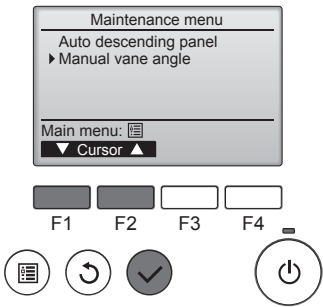 Maintenance menu
Auto descending panel
Manual vane angle
Main menu:
▼ Cursor ▲
F1 F2 F3 F4